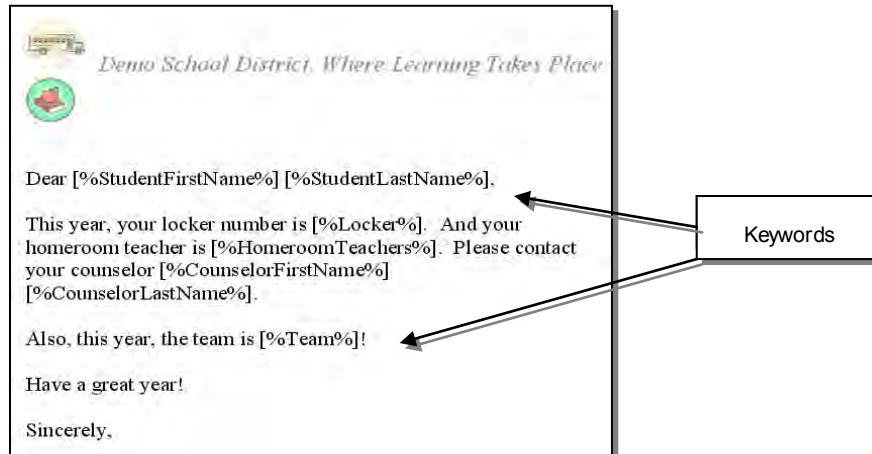 Demo School District, Where Learning Takes Place
Dear [%StudentFirstName%] [%StudentLastName%],
This year, your locker number is [%Locker%].  And your
homeroom teacher is [%HomeroomTeachers%].  Please contact
your counselor [%CounselorFirstName%]
[%CounselorLastName%].
Also, this year, the team is [%Team%]!
Have a great year!
Sincerely,
Keywords